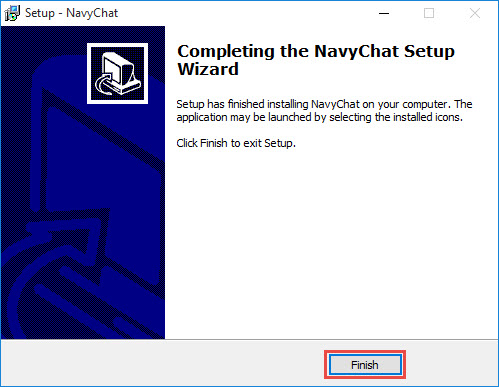 Setup - NavyChat
Completing the NavyChat Setup
Wizard
Setup has finished installing NavyChat on your computer. The
application may be launched by selecting the installed icons.
Click Finish to exit Setup.
Finish